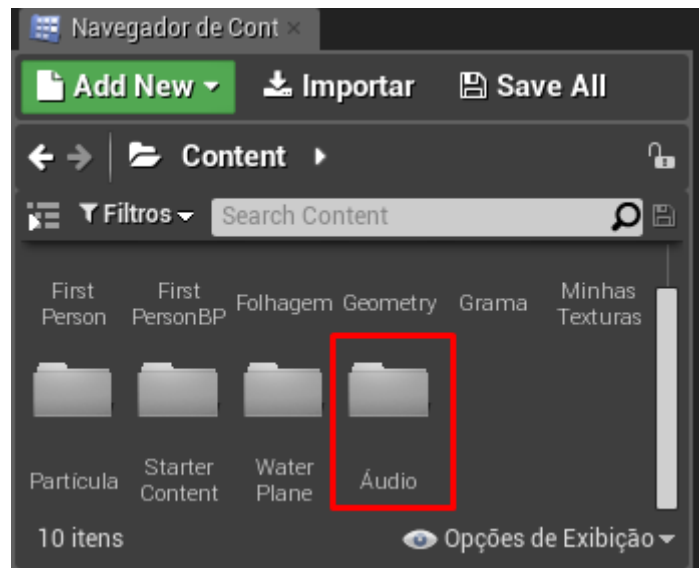 Navegador de Cont
Add New Importar Save All
Content
Filtros Search Content
First Person First PersonBP Folhagem Geometry Grama Minhas Texturas
Partícula Starter Content Water Plane Áudio
10 itens Opções de Exibição